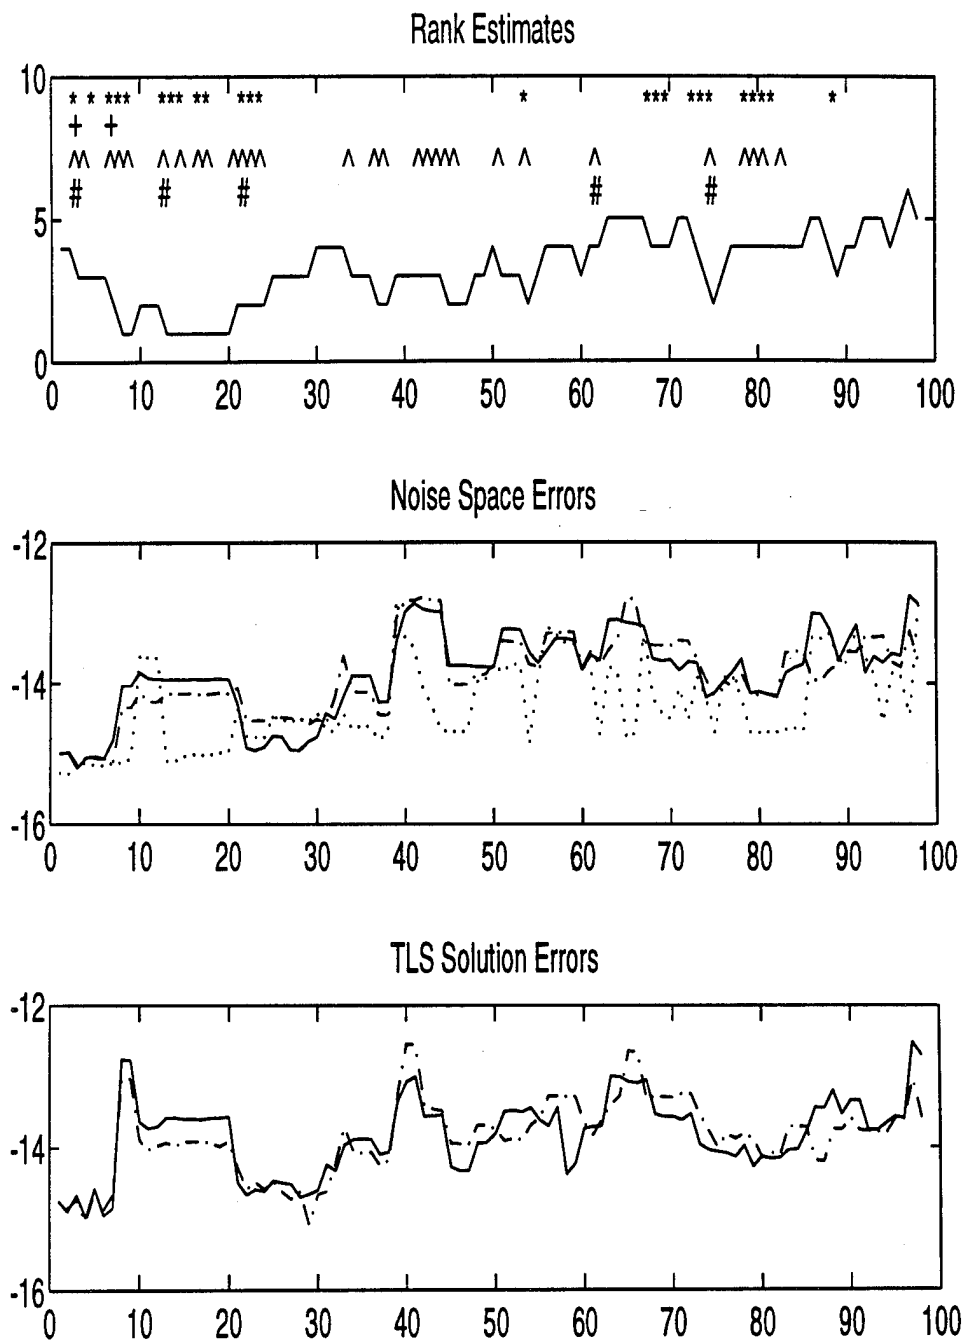 Rank Estimates
10
* * *** *** ** *** * *** *** **** *
+ +
^^ ^^^ ^ ^ ^^ ^^^^ ^ ^^ ^^^^^ ^ ^ ^ ^ ^^^ ^
# # # # #
5
0
0 10 20 30 40 50 60 70 80 90 100
Noise Space Errors
-12
-14
-16
0 10 20 30 40 50 60 70 80 90 100
TLS Solution Errors
-12
-14
-16
0 10 20 30 40 50 60 70 80 90 100